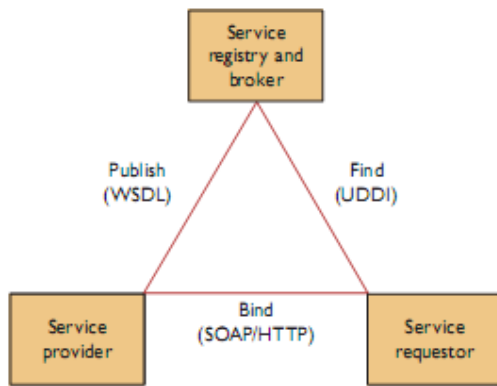 Service
registry and
broker
Publish
(WSDL)
Find
(UDDI)
Bind
(SOAP/HTTP)
Service
provider
Service
requestor